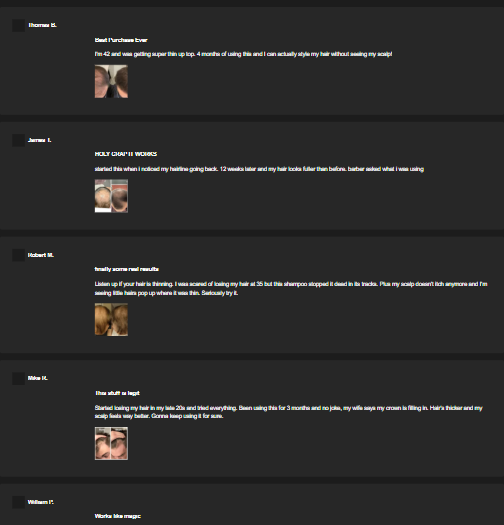 Thomas B.
Best Purchase Ever
I'm 42 and was getting super thin up top. 4 months of using this and I can actually style my hair without seeing my scalp!
James T.
HOLY CRAP IT WORKS
started this when I noticed my hairline going back. 12 weeks later and my hair looks fuller than before. barber asked what I was using
Robert M.
finally some real results
Listen up if your hair is thinning. I was scared of losing my hair at 35 but this shampoo stopped it dead in its tracks. Plus my scalp doesn't itch anymore and I'm
seeing little hairs pop up where it was thin. Seriously try it.
Mike R.
This stuff is legit
Started losing my hair in my late 20s and tried everything. Been using this for 3 months and no joke, my wife says my crown is filling in. Hair's thicker and my
scalp feels way better. Gonna keep using it for sure.
William P.
Works like magic